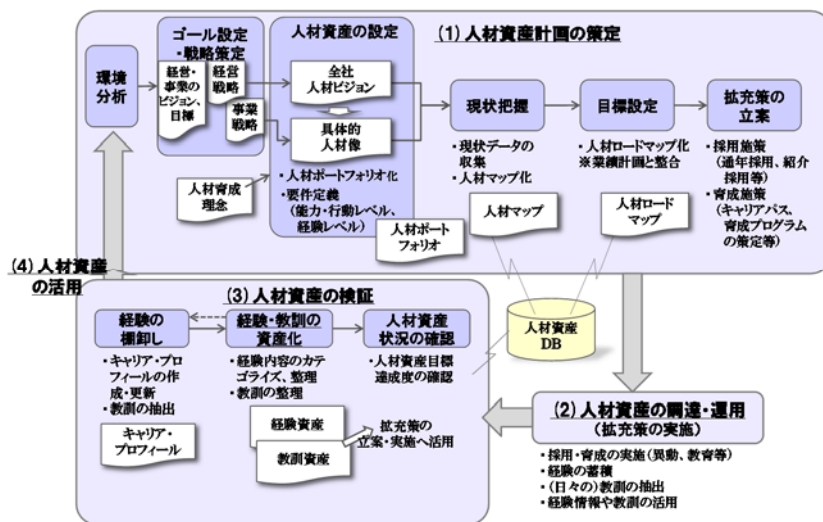 (1)人材資産計画の策定
環境
分析
ゴール設定
・戦略策定
経営・
事業の
ビジョン、
目標
経営
戦略
事業
戦略
人材育成
理念
人材資産の設定
全社
人材ビジョン
具体的
人材像
・人材ポートフォリオ化
・要件定義
(能力・行動レベル、
経験レベル)
人材ポート
フォリオ
現状把握
・現状データの
収集
・人材マップ化
人材マップ
目標設定
・人材ロードマップ化
※業績計画と整合
人材ロード
マップ
拡充策の
立案
・採用施策
(通年採用、紹介
採用等)
・育成施策
(キャリアパス、
育成プログラム
の策定等)
人材資産
DB
(2)人材資産の調達・運用
(拡充策の実施)
・採用・育成の実施(異動、教育等)
・経験の蓄積
・(日々の)教訓の抽出
・経験情報や教訓の活用
(3)人材資産の検証
経験の
棚卸し
・キャリア・プロ
フィールの作
成・更新
・教訓の抽出
キャリア・
プロフィール
経験・教訓の
資産化
・経験内容のカテ
ゴライズ、整理
・教訓の整理
経験資産
教訓資産
拡充策の
立案・実施へ活用
人材資産
状況の確認
・人材資産目標
達成度の確認
(4)人材資産
の活用